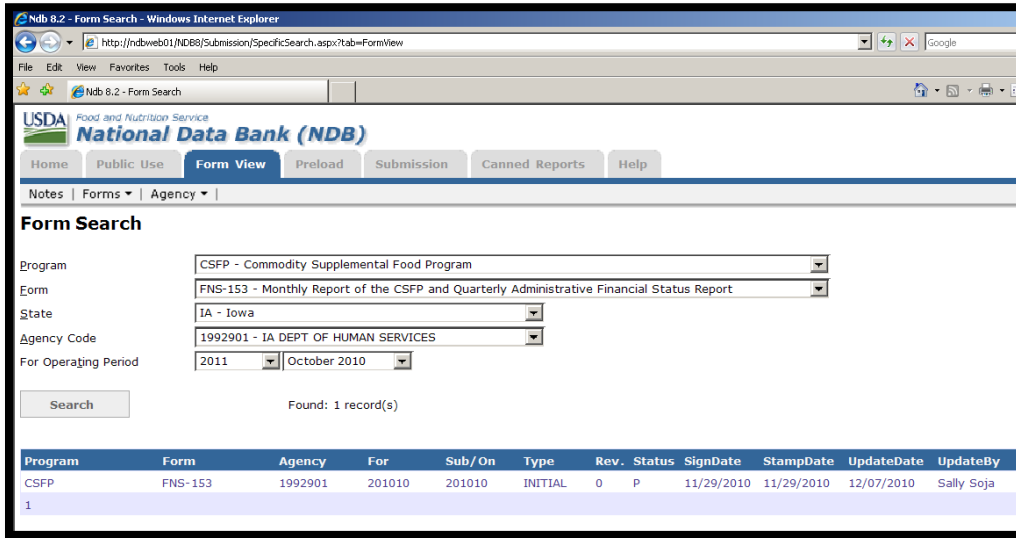 Ndb 8.2 - Form Search - Windows Internet Explorer
http://ndbweb01/NDB8/Submission/SpecificSearch.aspx?tab=FormView Google
File Edit View Favorites Tools Help
Ndb 8.2 - Form Search
USDA Food and Nutrition Service
National Data Bank (NDB)
Home Public Use Form View Preload Submission Canned Reports Help
Notes | Forms | Agency |
Form Search
Program CSFP - Commodity Supplemental Food Program
Form FNS-153 - Monthly Report of the CSFP and Quarterly Administrative Financial Status Report
State IA - Iowa
Agency Code 1992901 - IA DEPT OF HUMAN SERVICES
For Operating Period 2011 October 2010
Search Found: 1 record(s)
Program Form Agency For Sub/On Type Rev. Status SignDate StampDate UpdateDate UpdateBy
CSFP FNS-153 1992901 201010 201010 INITIAL 0 P 11/29/2010 11/29/2010 12/07/2010 Sally Soja
1